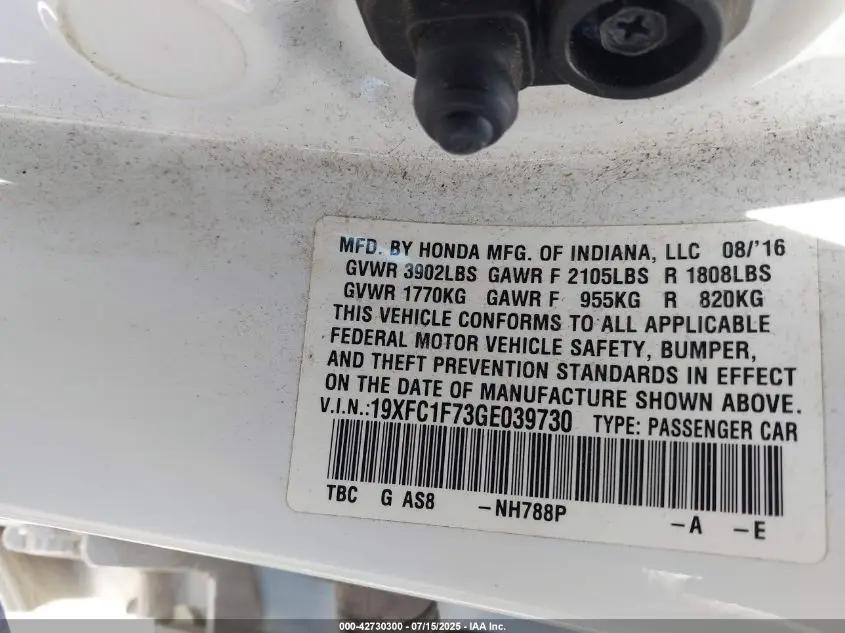 MFD. BY HONDA MFG. OF INDIANA, LLC 08/'16
GVWR 3902LBS GAWR F 2105LBS R 1808LBS
GVWR 1770KG GAWR F 955KG R 820KG
THIS VEHICLE CONFORMS TO ALL APPLICABLE
FEDERAL MOTOR VEHICLE SAFETY, BUMPER,
AND THEFT PREVENTION STANDARDS IN EFFECT
ON THE DATE OF MANUFACTURE SHOWN ABOVE.
V.I.N.:19XFC1F73GE039730 TYPE: PASSENGER CAR
TBC G AS8 -NH788P -A -E
000-42730300 - 07/15/2025 - IAA Inc.